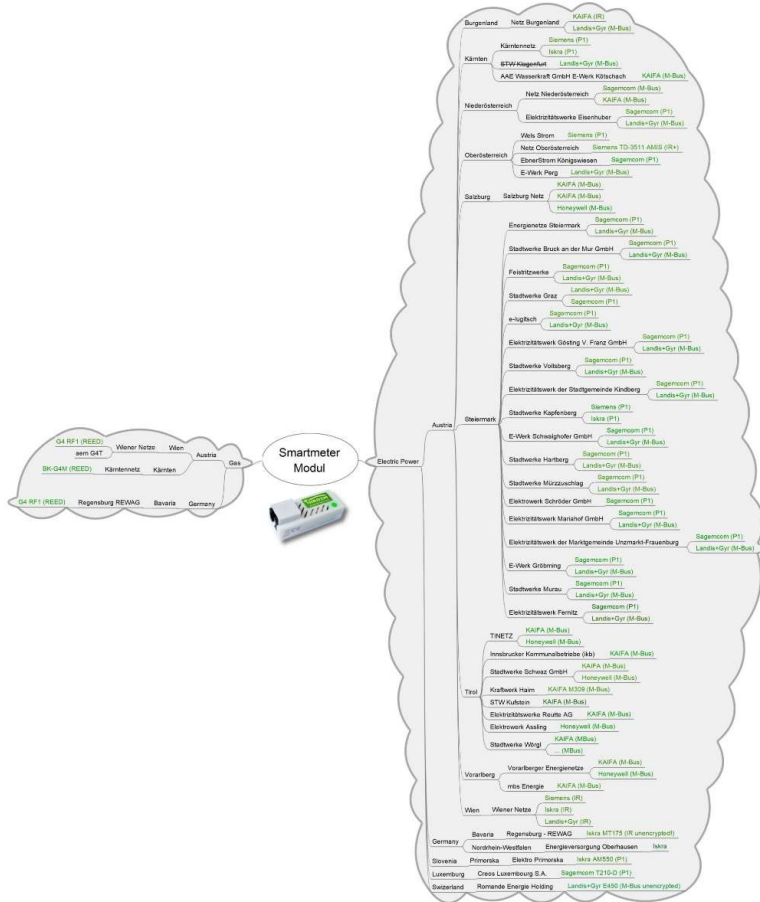 Smartmeter
Modul
Gas
Austria
Wien
Wiener Netze
G4 RF1 (REED)
aem G4T
Kärnten
Kärntennetz
BK-G4M (REED)
Germany
Bavaria
Regensburg REWAG
G4 RF1 (REED)
Electric Power
Austria
Burgenland
Netz Burgenland
KAIFA (IR)
Landis+Gyr (M-Bus)
Kärnten
Kärntennetz
Siemens (P1)
Iskra (P1)
STW Klagenfurt
Landis+Gyr (M-Bus)
AAE Wasserkraft GmbH E-Werk Kötschach
KAIFA (M-Bus)
Niederösterreich
Netz Niederösterreich
Sagemcom (M-Bus)
KAIFA (M-Bus)
Elektrizitätswerke Eisenhuber
Sagemcom (P1)
Landis+Gyr (M-Bus)
Oberösterreich
Wels Strom
Siemens (P1)
Netz Oberösterreich
Siemens TD-3511 AMIS (IR+)
EbnerStrom Königswiesen
Sagemcom (P1)
E-Werk Perg
Landis+Gyr (M-Bus)
Salzburg
Salzburg Netz
KAIFA (M-Bus)
KAIFA (M-Bus)
Honeywell (M-Bus)
Steiermark
Energienetze Steiermark
Sagemcom (P1)
Landis+Gyr (M-Bus)
Stadtwerke Bruck an der Mur GmbH
Sagemcom (P1)
Landis+Gyr (M-Bus)
Feistritzwerke
Sagemcom (P1)
Landis+Gyr (M-Bus)
Stadtwerke Graz
Landis+Gyr (M-Bus)
Sagemcom (P1)
e-lugitsch
Sagemcom (P1)
Landis+Gyr (M-Bus)
Elektrizitätswerk Gösting V. Franz GmbH
Sagemcom (P1)
Landis+Gyr (M-Bus)
Stadtwerke Voitsberg
Sagemcom (P1)
Landis+Gyr (M-Bus)
Elektrizitätswerk der Stadtgemeinde Kindberg
Sagemcom (P1)
Landis+Gyr (M-Bus)
Stadtwerke Kapfenberg
Siemens (P1)
Iskra (P1)
E-Werk Schwaighofer GmbH
Sagemcom (P1)
Landis+Gyr (M-Bus)
Stadtwerke Hartberg
Sagemcom (P1)
Landis+Gyr (M-Bus)
Stadtwerke Mürzzuschlag
Sagemcom (P1)
Landis+Gyr (M-Bus)
Elektrowerk Schröder GmbH
Sagemcom (P1)
Elektrizitätswerk Mariahof GmbH
Sagemcom (P1)
Landis+Gyr (M-Bus)
Elektrizitätswerk der Marktgemeinde Unzmarkt-Frauenburg
Sagemcom (P1)
Landis+Gyr (M-Bus)
E-Werk Gröbming
Sagemcom (P1)
Landis+Gyr (M-Bus)
Stadtwerke Murau
Sagemcom (P1)
Landis+Gyr (M-Bus)
Elektrizitätswerk Fernitz
Sagemcom (P1)
Landis+Gyr (M-Bus)
Tirol
TINETZ
KAIFA (M-Bus)
Honeywell (M-Bus)
Innsbrucker Kommunalbetriebe (ikb)
KAIFA (M-Bus)
Stadtwerke Schwaz GmbH
KAIFA (M-Bus)
Honeywell (M-Bus)
Kraftwerk Haim
KAIFA M309 (M-Bus)
STW Kufstein
KAIFA (M-Bus)
Elektrizitätswerke Reutte AG
KAIFA (M-Bus)
Elektrowerk Assling
Honeywell (M-Bus)
Stadtwerke Wörgl
KAIFA (MBus)
... (MBus)
Vorarlberg
Vorarlberger Energienetze
KAIFA (M-Bus)
Honeywell (M-Bus)
mbs Energie
KAIFA (M-Bus)
Wien
Wiener Netze
Siemens (IR)
Iskra (IR)
Landis+Gyr (IR)
Germany
Bavaria
Regensburg - REWAG
Iskra MT175 (IR unencrypted!)
Nordrhein-Westfalen
Energieversorgung Oberhausen
Iskra
Slovenia
Primorska
Elektro Primorska
Iskra AM550 (P1)
Luxemburg
Creos Luxembourg S.A.
Sagemcom T210-D (P1)
Switzerland
Romande Energie Holding
Landis+Gyr E450 (M-Bus unencrypted)